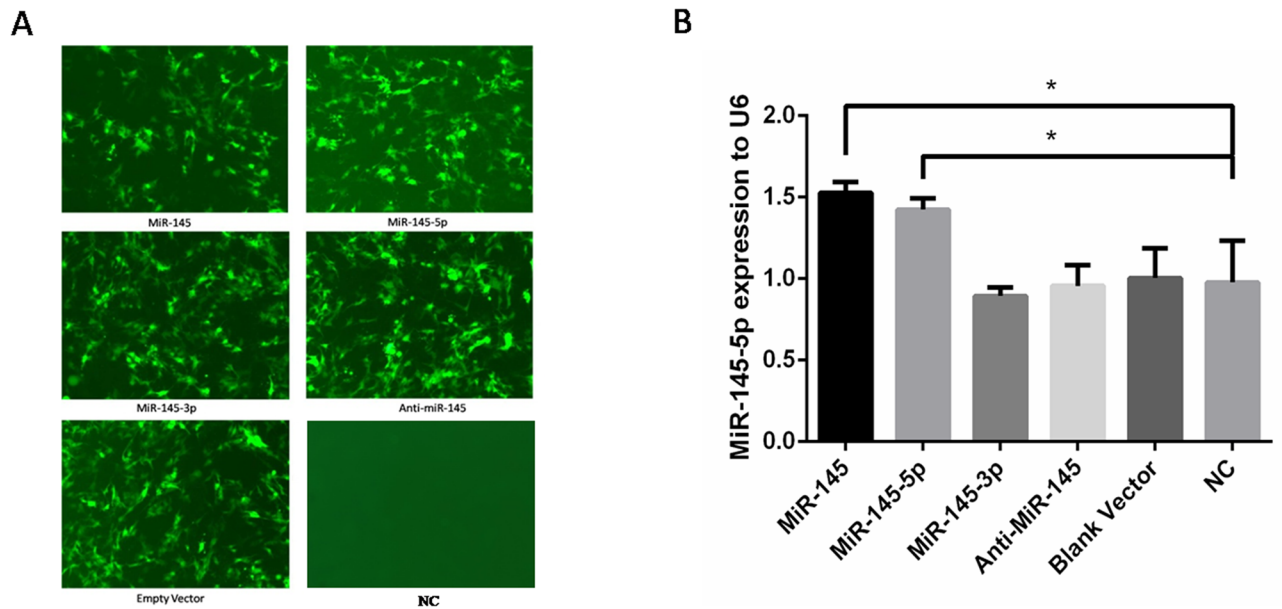 A
MiR-145
MiR-145-5p
MiR-145-3p
Anti-miR-145
Empty Vector
NC
B
MiR-145-5p expression to U6
2.0
1.5
1.0
0.5
0.0
*
*
MiR-145
MiR-145-5p
MiR-145-3p
Anti-MiR-145
Blank Vector
NC